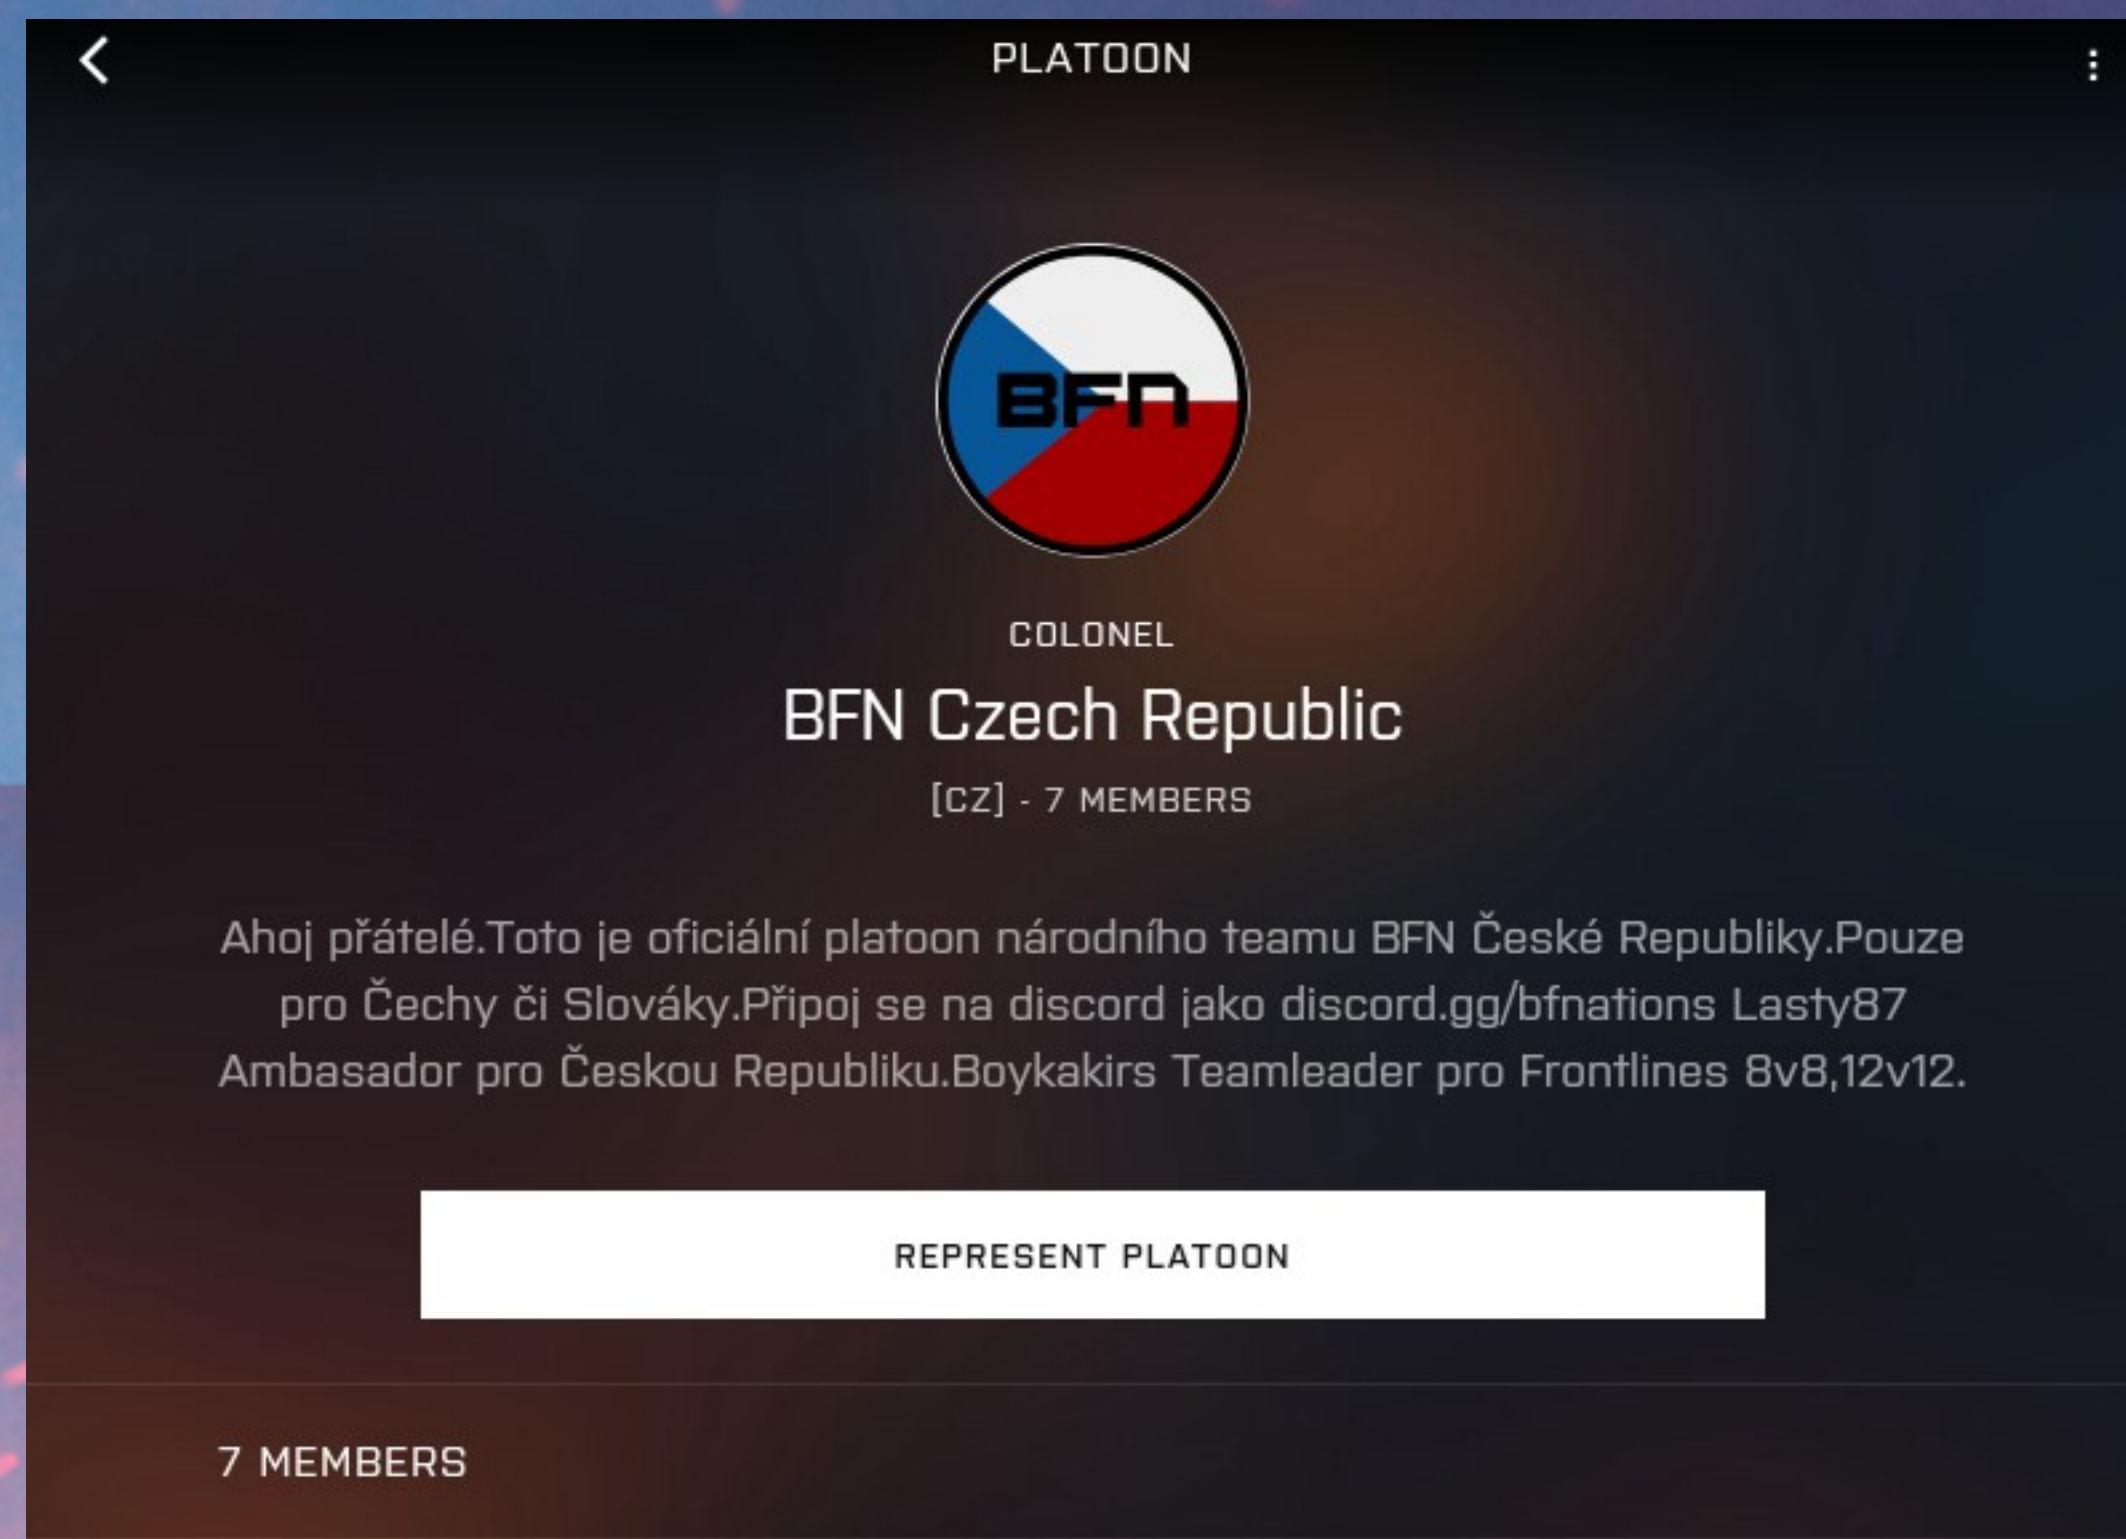 PLATOON
BFN
COLONEL
BFN Czech Republic
[CZ] - 7 MEMBERS
Ahoj přátelé.Toto je oficiální platoon národního teamu BFN České Republiky.Pouze
pro Čechy či Slováky.Připoj se na discord jako discord.gg/bfnations Lasty87
Ambasador pro Českou Republiku.Boykakirs Teamleader pro Frontlines 8v8,12v12.
REPRESENT PLATOON
7 MEMBERS